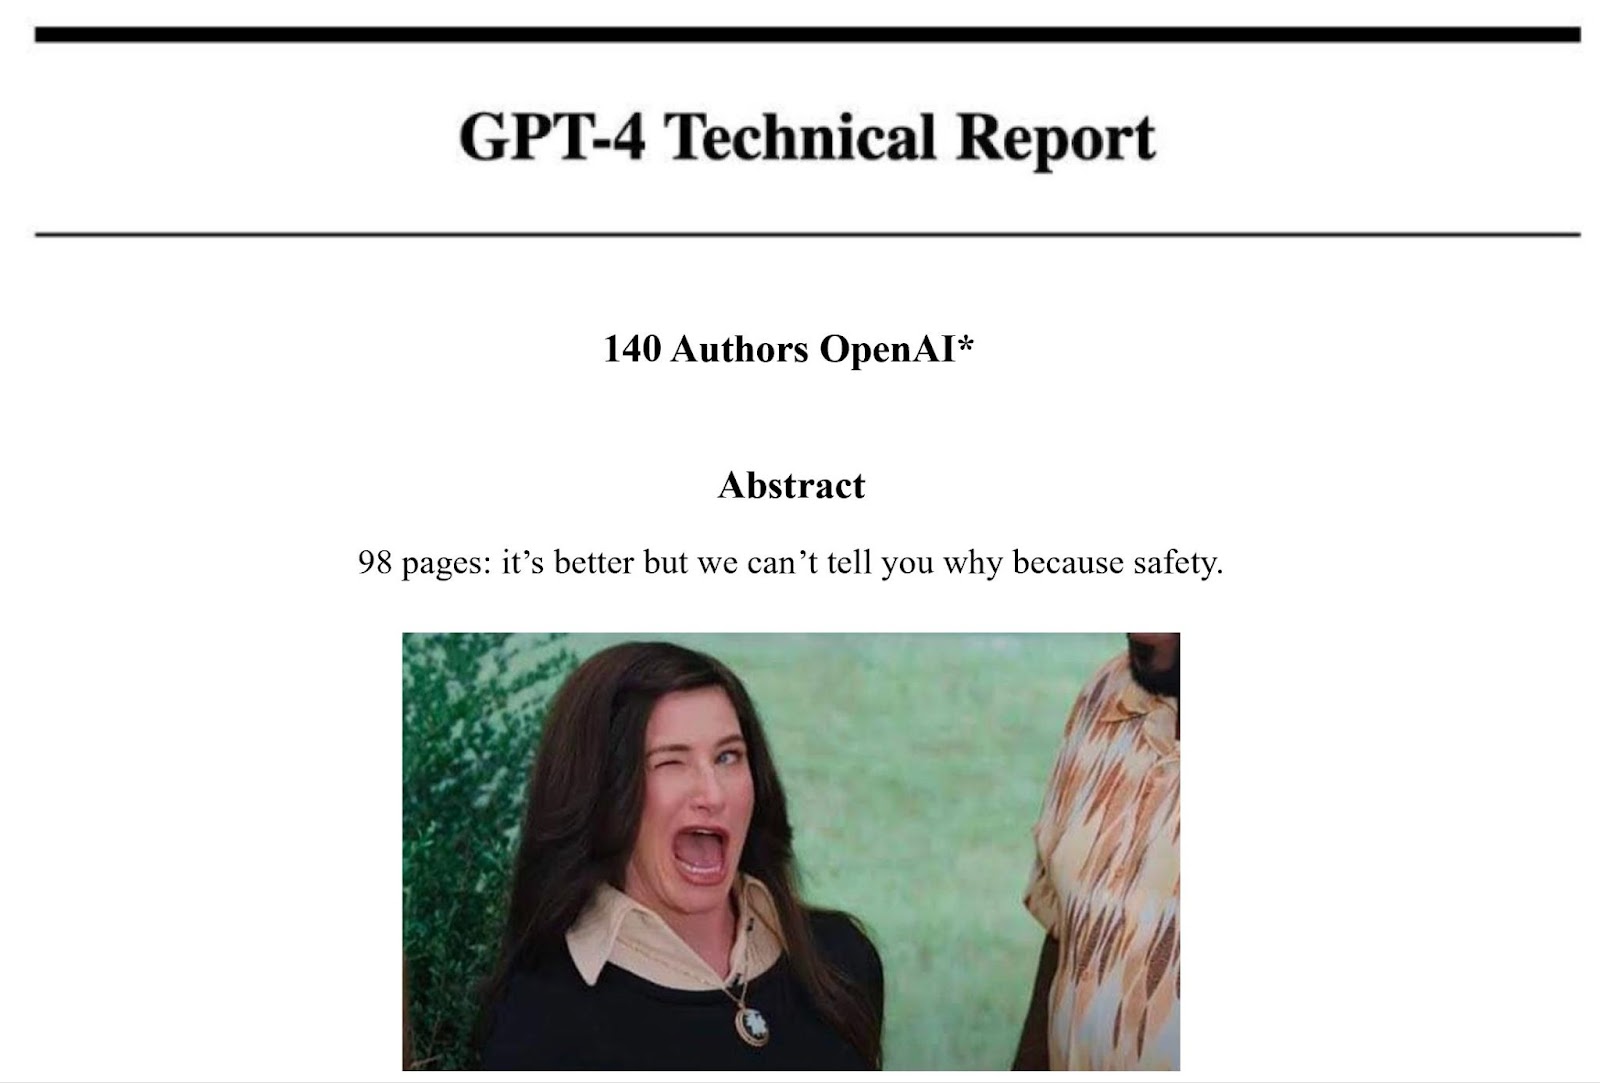 GPT-4 Technical Report
140 Authors OpenAI*
Abstract
98 pages: it’s better but we can’t tell you why because safety.